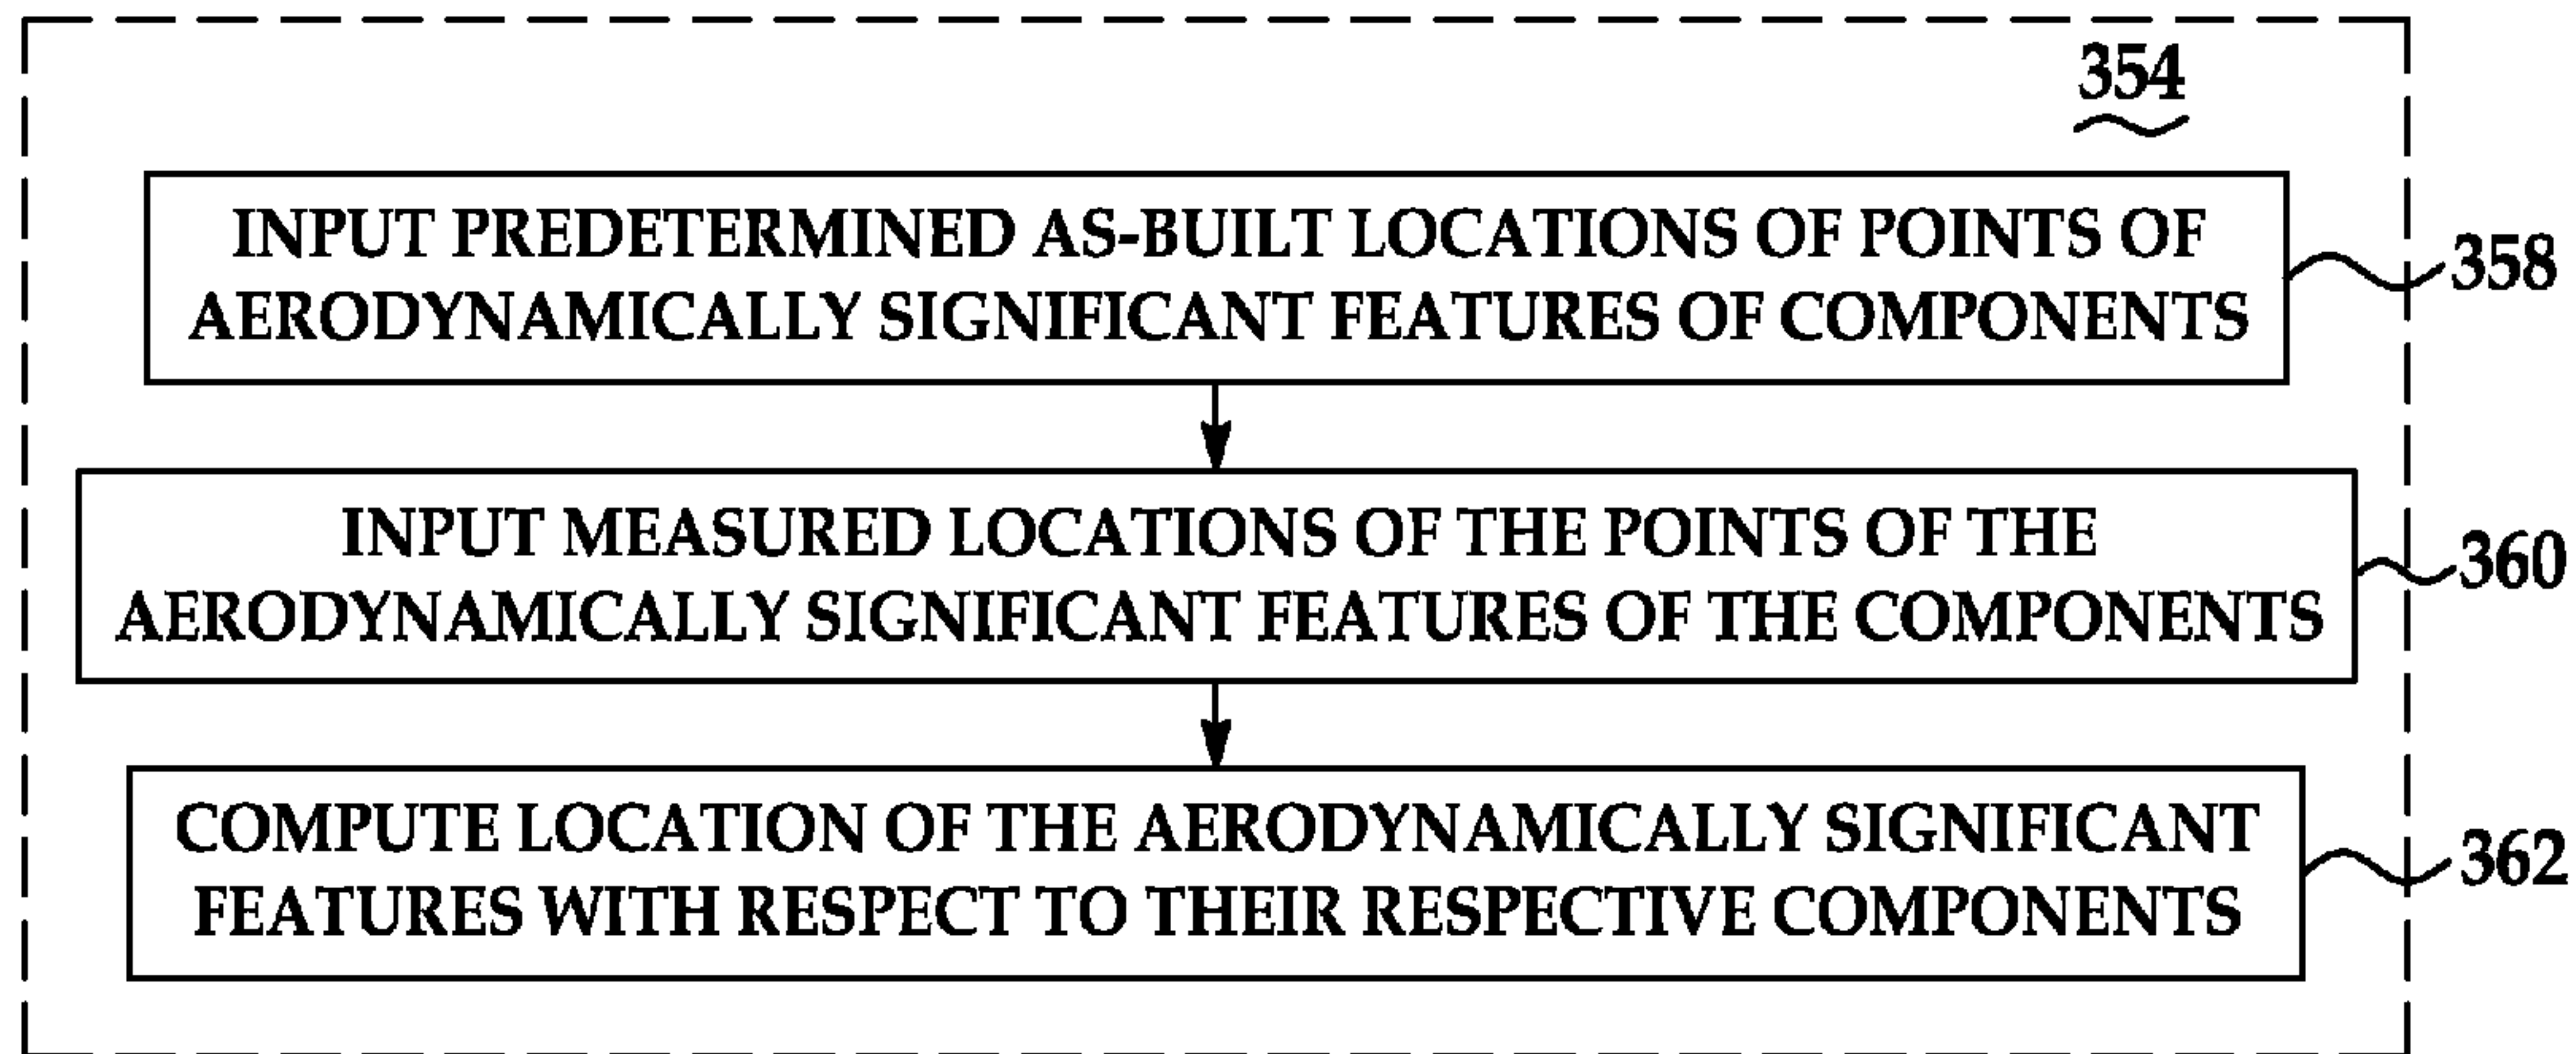 354
INPUT PREDETERMINED AS-BUILT LOCATIONS OF POINTS OF
AERODYNAMICALLY SIGNIFICANT FEATURES OF COMPONENTS
358
INPUT MEASURED LOCATIONS OF THE POINTS OF THE
AERODYNAMICALLY SIGNIFICANT FEATURES OF THE COMPONENTS
360
COMPUTE LOCATION OF THE AERODYNAMICALLY SIGNIFICANT
FEATURES WITH RESPECT TO THEIR RESPECTIVE COMPONENTS
362